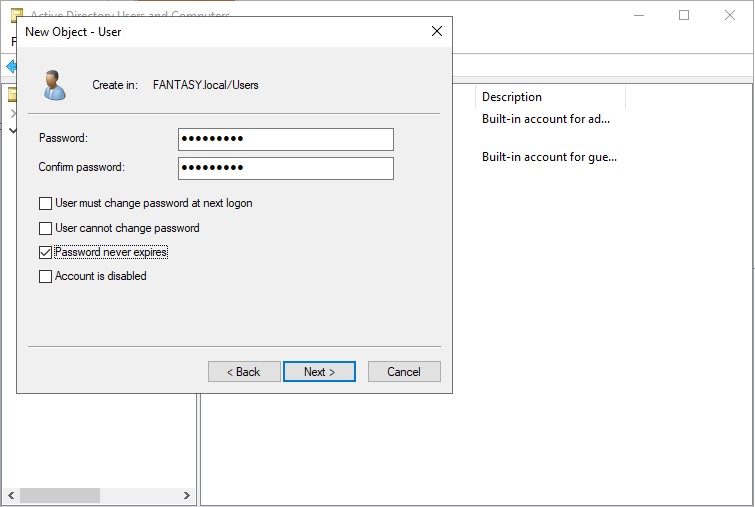 Active Directory Users and Computers
New Object - User
F
Create in: FANTASY.local/Users
Description
Built-in account for ad...
Password: ●●●●●●●●●
Built-in account for gue...
Confirm password: ●●●●●●●●●
User must change password at next logon
User cannot change password
Password never expires
Account is disabled
< Back
Next >
Cancel